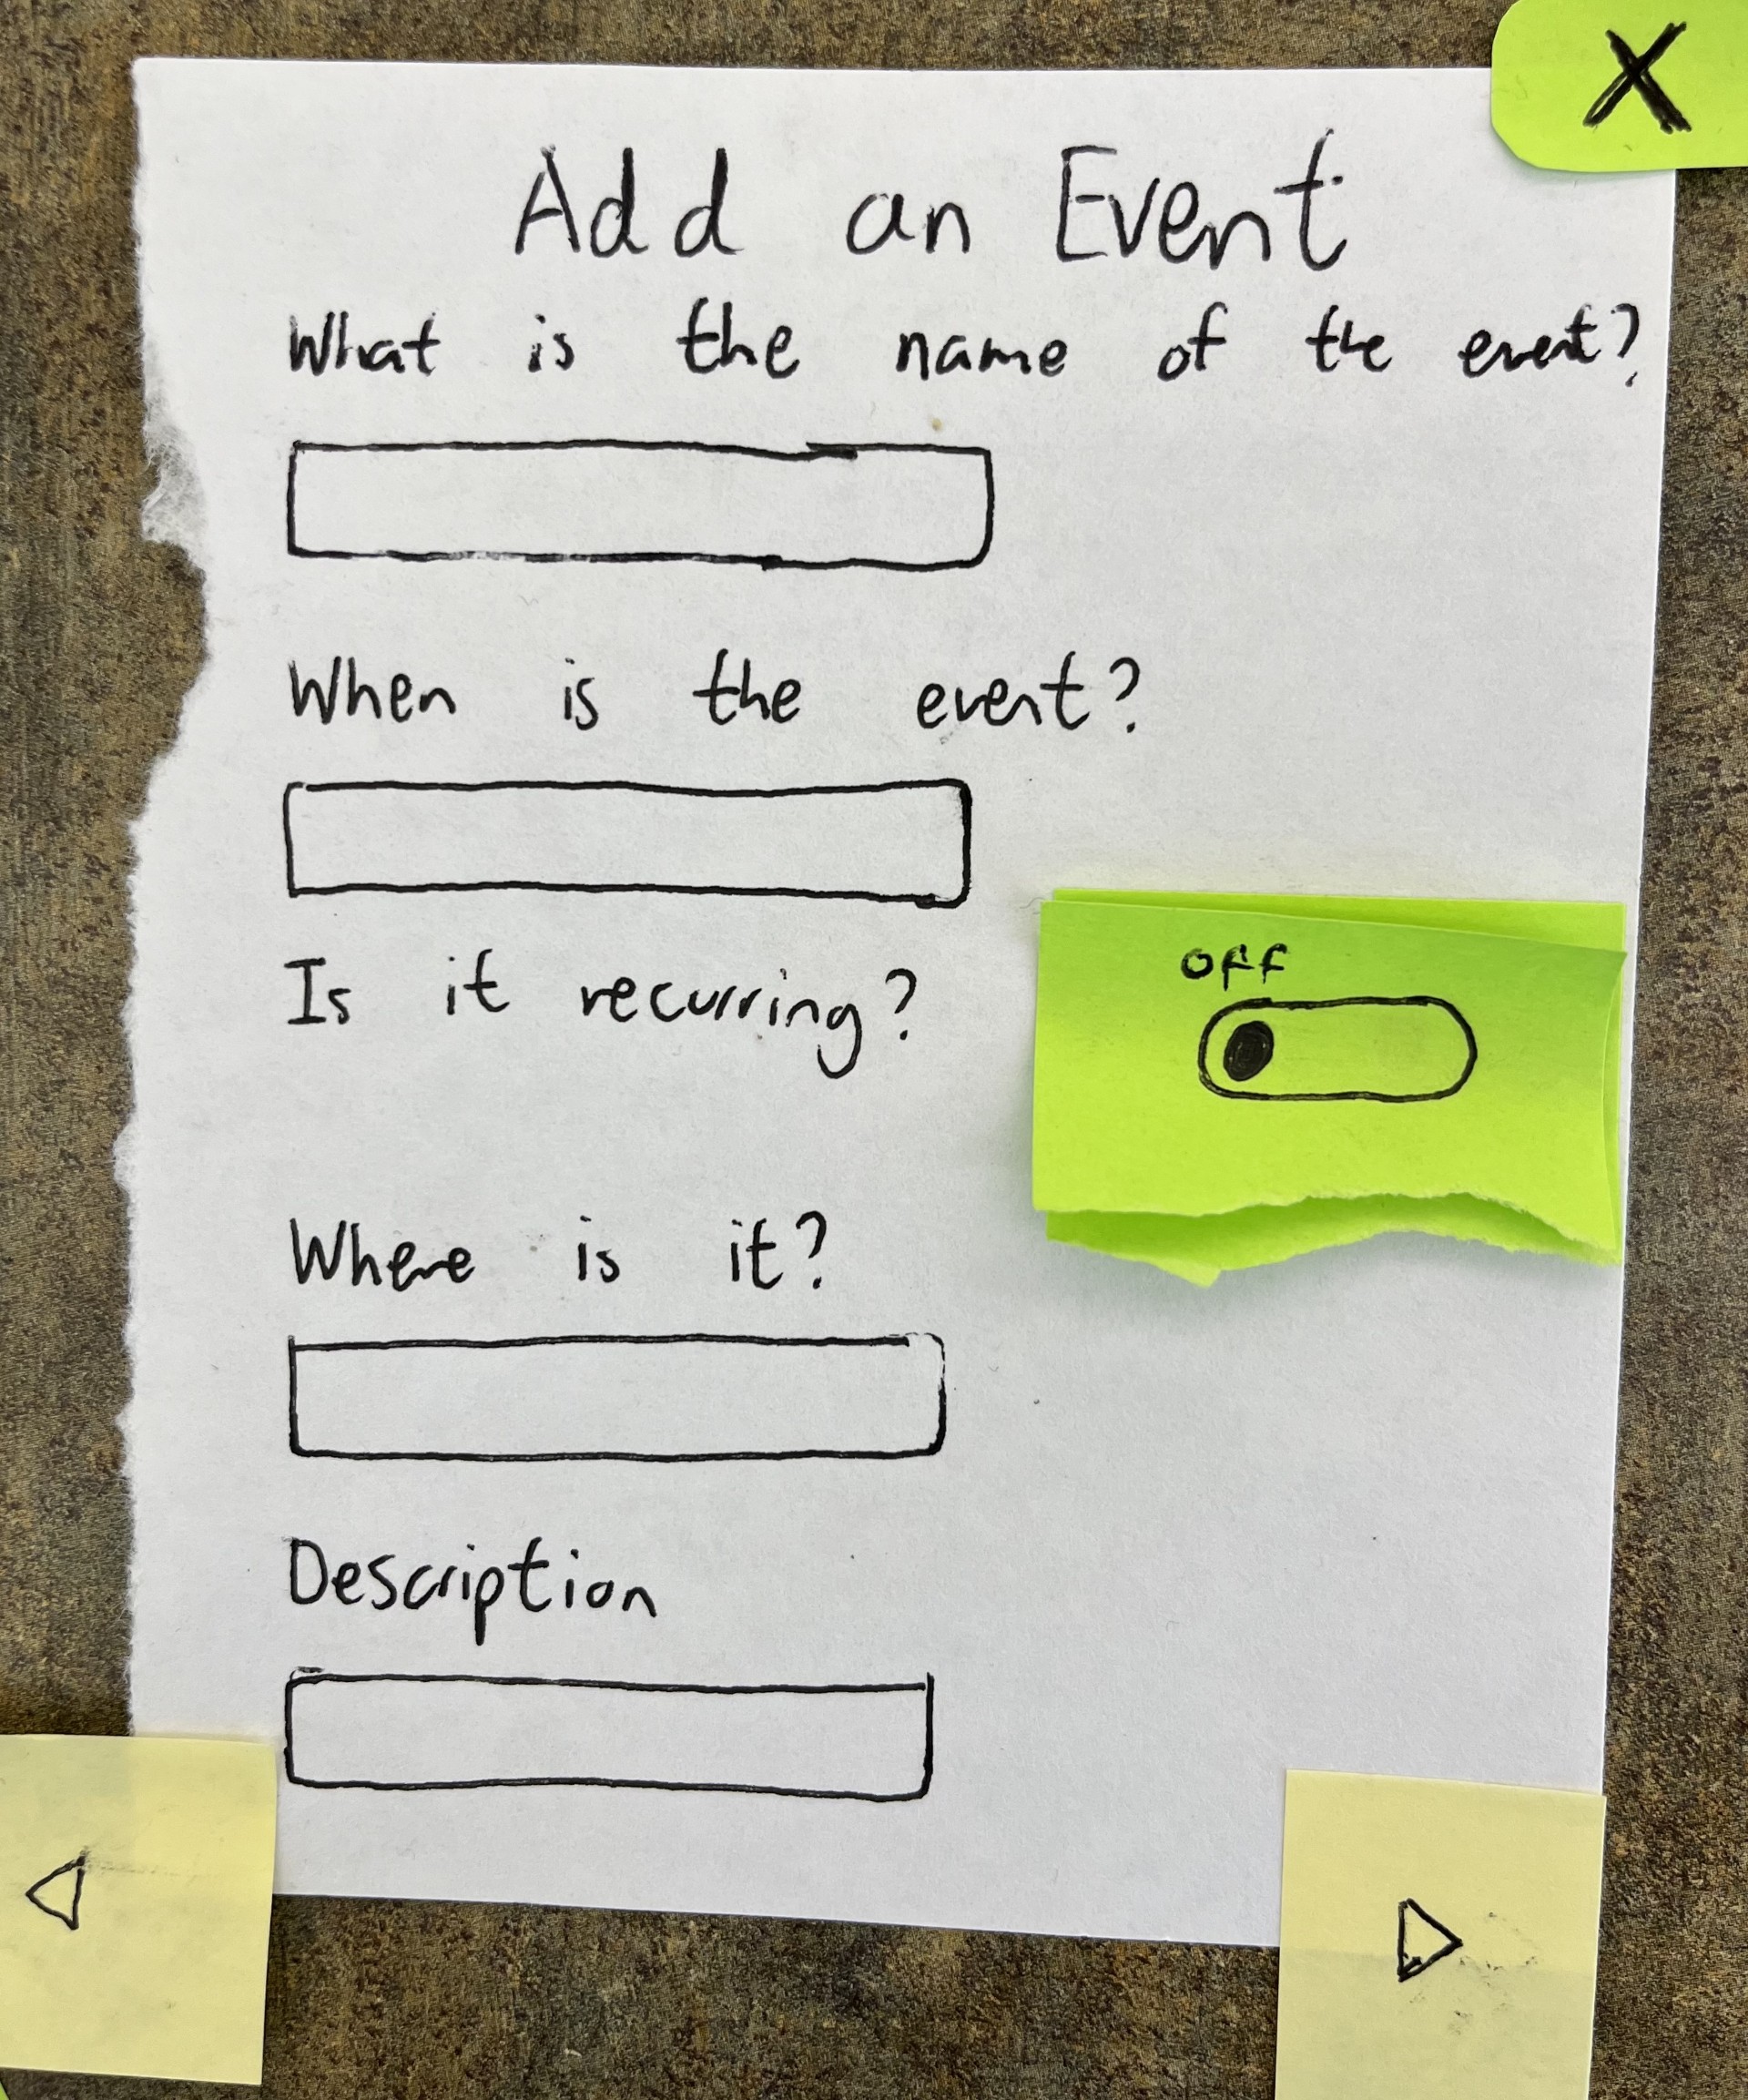 X
Add an Event
What is the name of the event?
When is the event?
Is it recurring?
off
Where is it?
Description